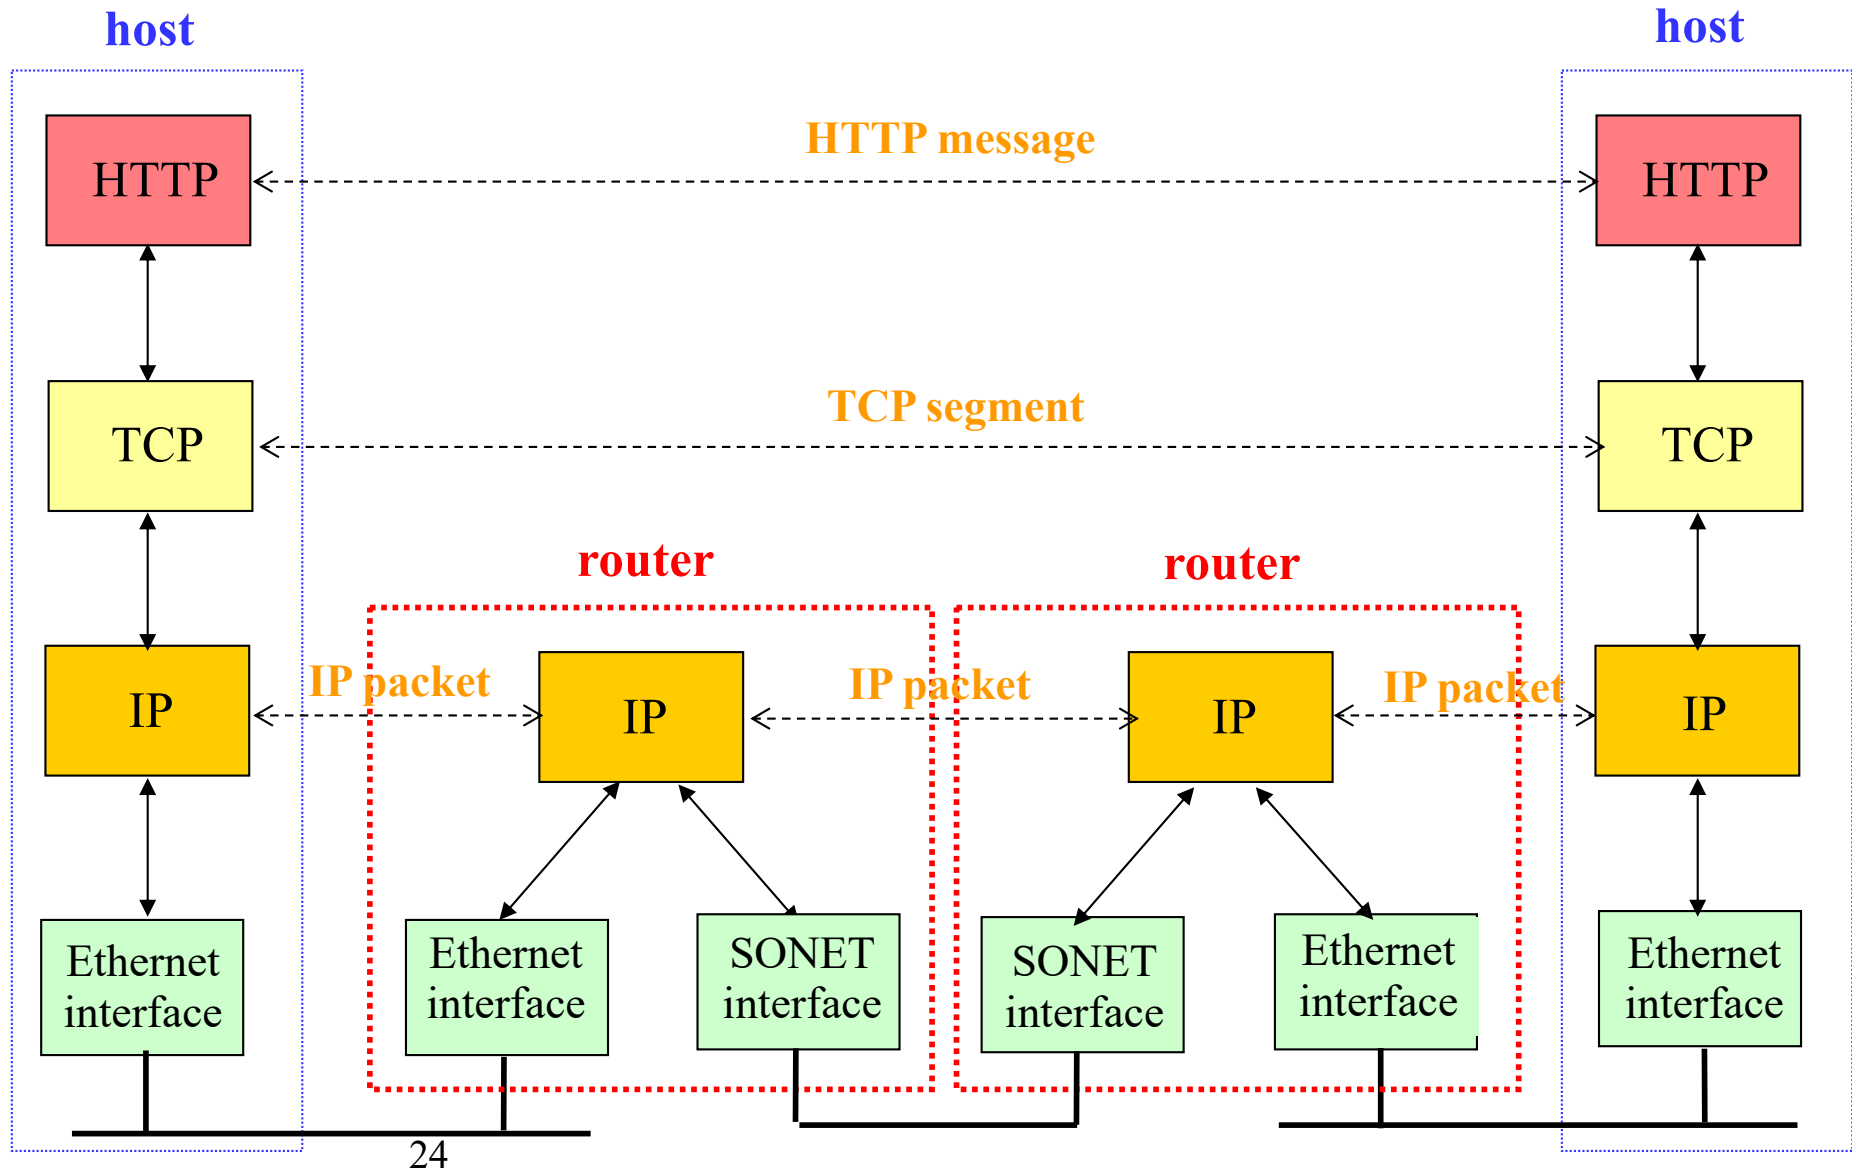 host
host
HTTP
HTTP message
HTTP
TCP
TCP segment
TCP
router
router
IP
IP packet
IP
IP packet
IP
IP packet
IP
Ethernet
interface
Ethernet
interface
SONET
interface
SONET
interface
Ethernet
interface
Ethernet
interface
24